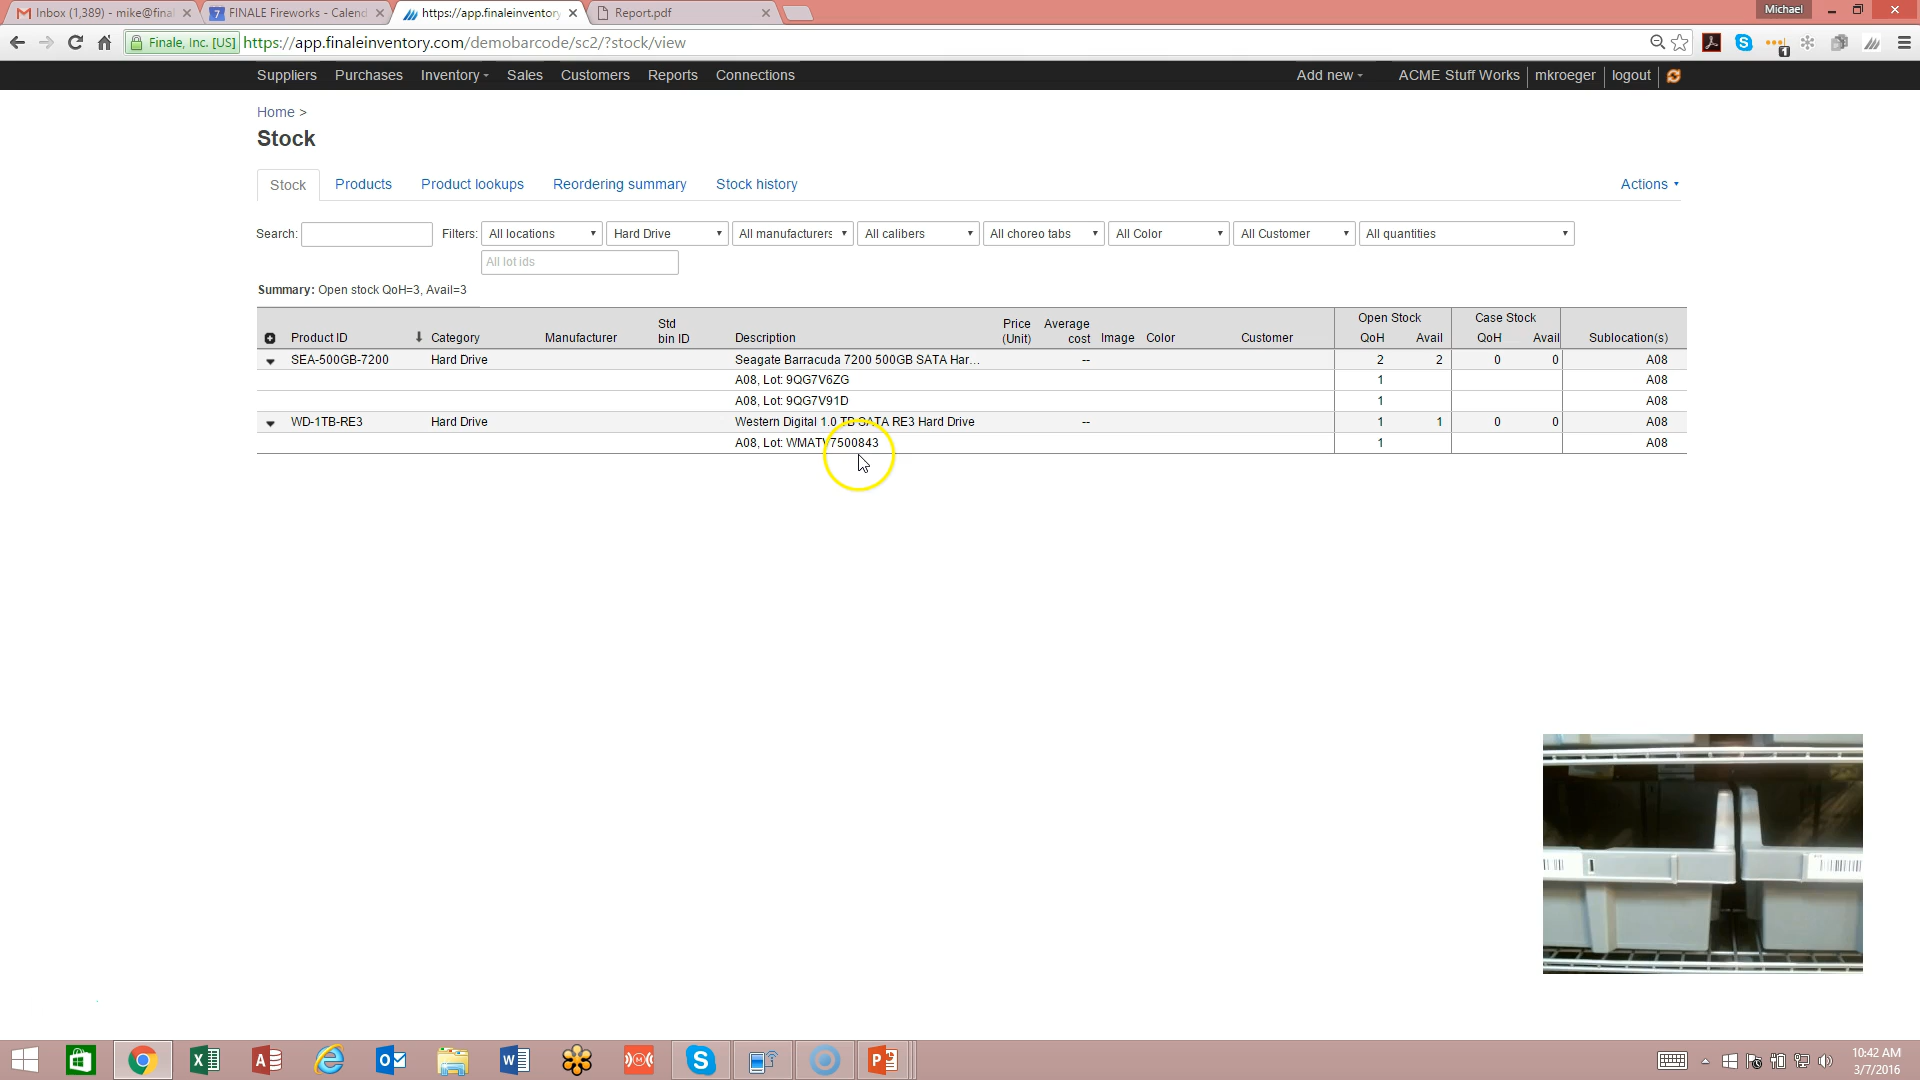 Inbox (1,389) - mike@final
FINALE Fireworks - Calend
https://app.finaleinventory
Report.pdf
Michael
Finale, Inc. [US]
https://app.finaleinventory.com/demobarcode/sc2/?stock/view
1
Suppliers Purchases Inventory Sales Customers Reports Connections
Add new ACME Stuff Works mkroeger logout
Home >
Stock
Stock Products Product lookups Reordering summary Stock history
Actions
Search: Filters: All locations Hard Drive All manufacturers All calibers All choreo tabs All Color All Customer All quantities
All lot ids
Summary: Open stock QoH=3, Avail=3
Product ID Category Manufacturer Std bin ID Description Price (Unit) Average cost Image Color Customer Open Stock QoH Avail Case Stock QoH Avail Sublocation(s)
SEA-500GB-7200 Hard Drive Seagate Barracuda 7200 500GB SATA Har... -- 2 2 0 0 A08
A08, Lot: 9QG7V6ZG 1 A08
A08, Lot: 9QG7V91D 1 A08
WD-1TB-RE3 Hard Drive Western Digital 1.0 TB SATA RE3 Hard Drive -- 1 1 0 0 A08
A08, Lot: WMATV7500843 1 A08
10:42 AM
3/7/2016